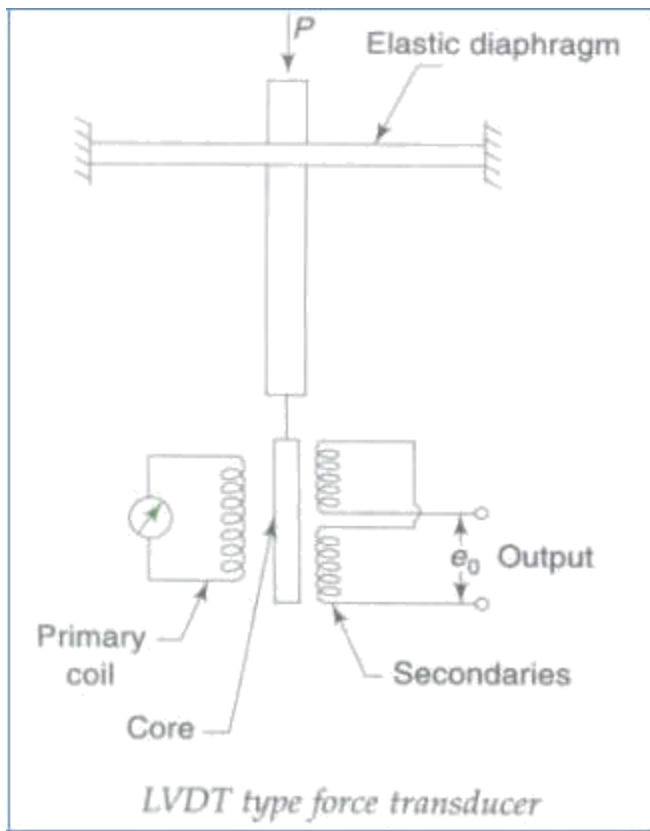 P
Elastic diaphragm
e0 Output
Primary
coil
Secondaries
Core
LVDT type force transducer